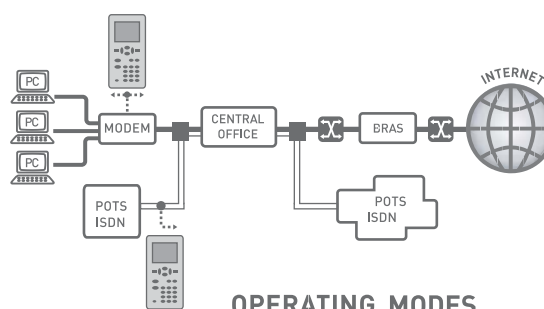 INTERNET
PC
PC
PC
MODEM
CENTRAL
OFFICE
BRAS
POTS
ISDN
POTS
ISDN
OPERATING MODES